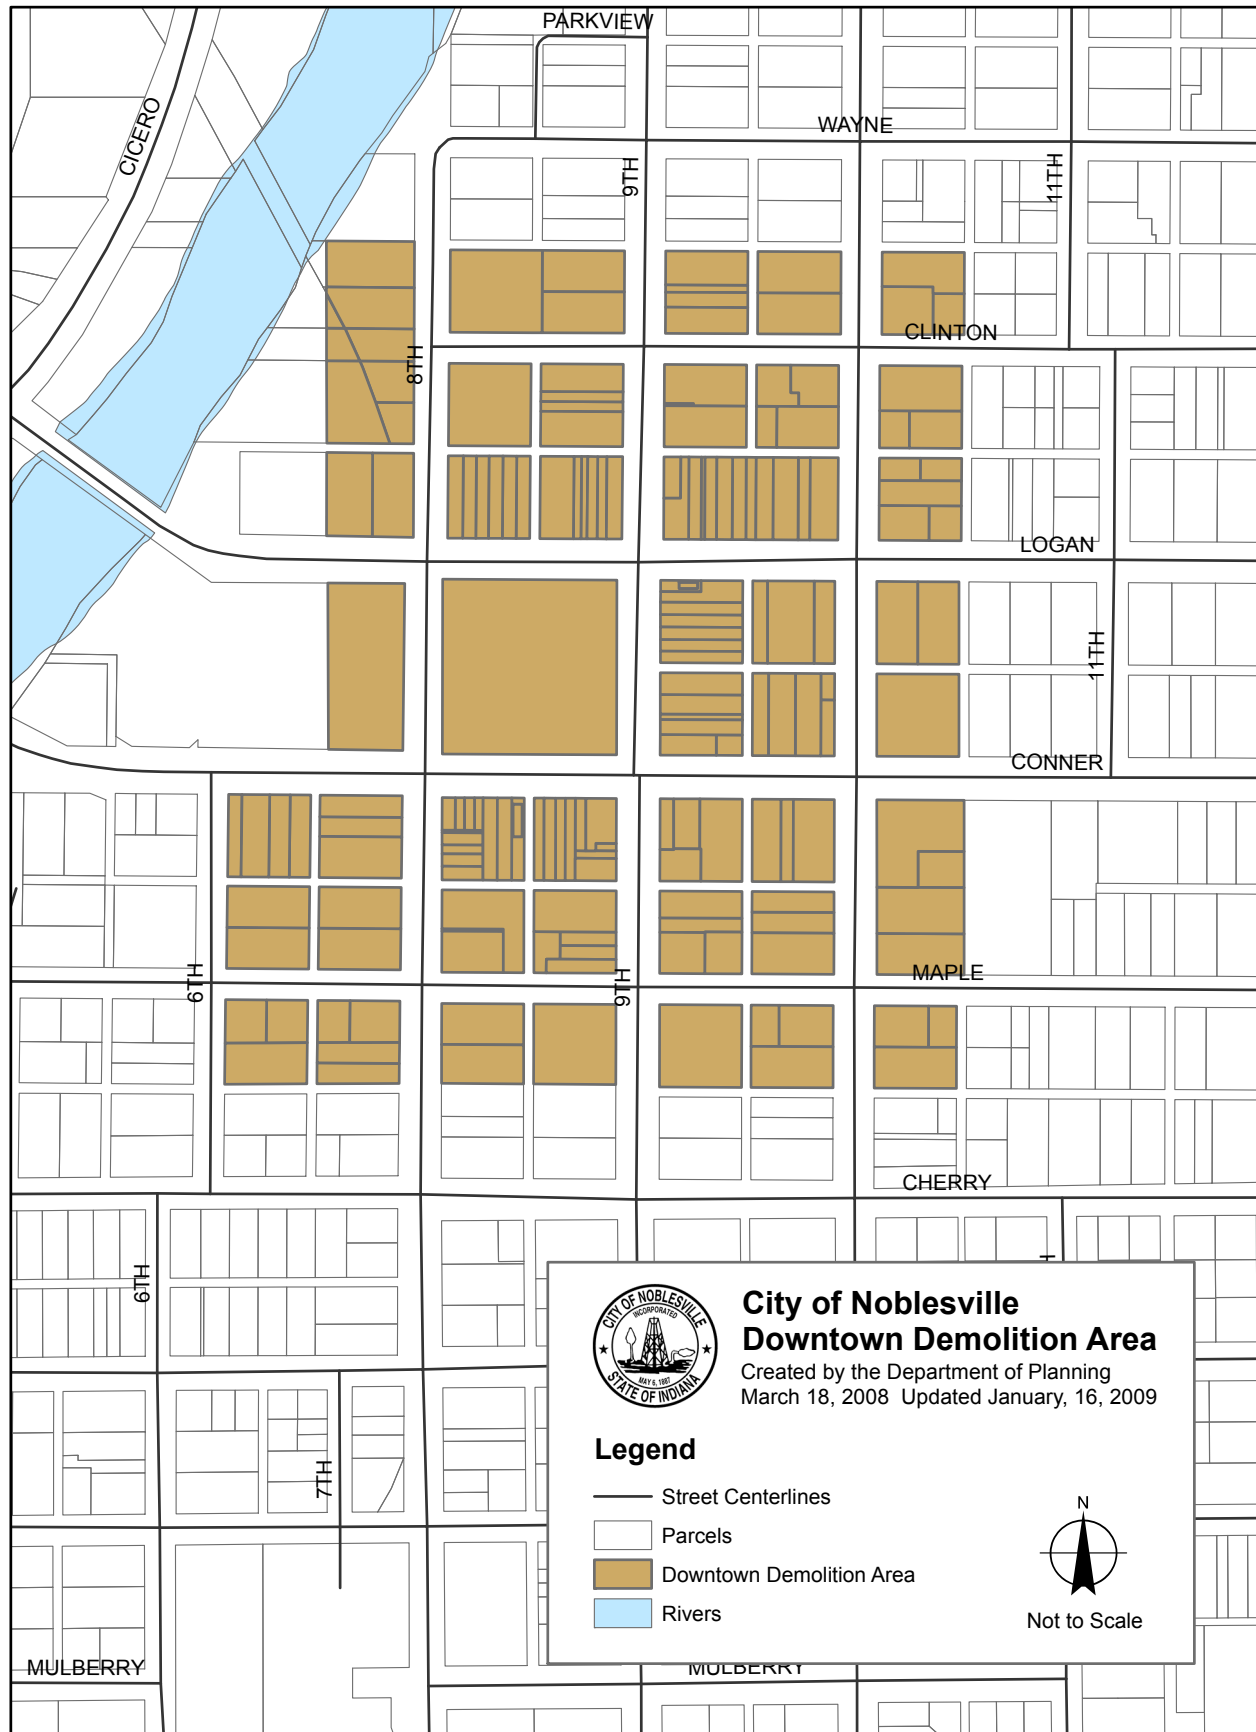 PARKVIEW
CICERO
WAYNE
9TH
11TH
CLINTON
8TH
LOGAN
11TH
CONNER
MAPLE
6TH
9TH
CHERRY
6TH
H
7TH
CITY OF NOBLESVILLE
INCORPORATED
MAY 6, 1887
STATE OF INDIANA
City of Noblesville
Downtown Demolition Area
Created by the Department of Planning
March 18, 2008 Updated January, 16, 2009
Legend
Street Centerlines
Parcels
Downtown Demolition Area
Rivers
N
Not to Scale
MULBERRY
MULBERRY